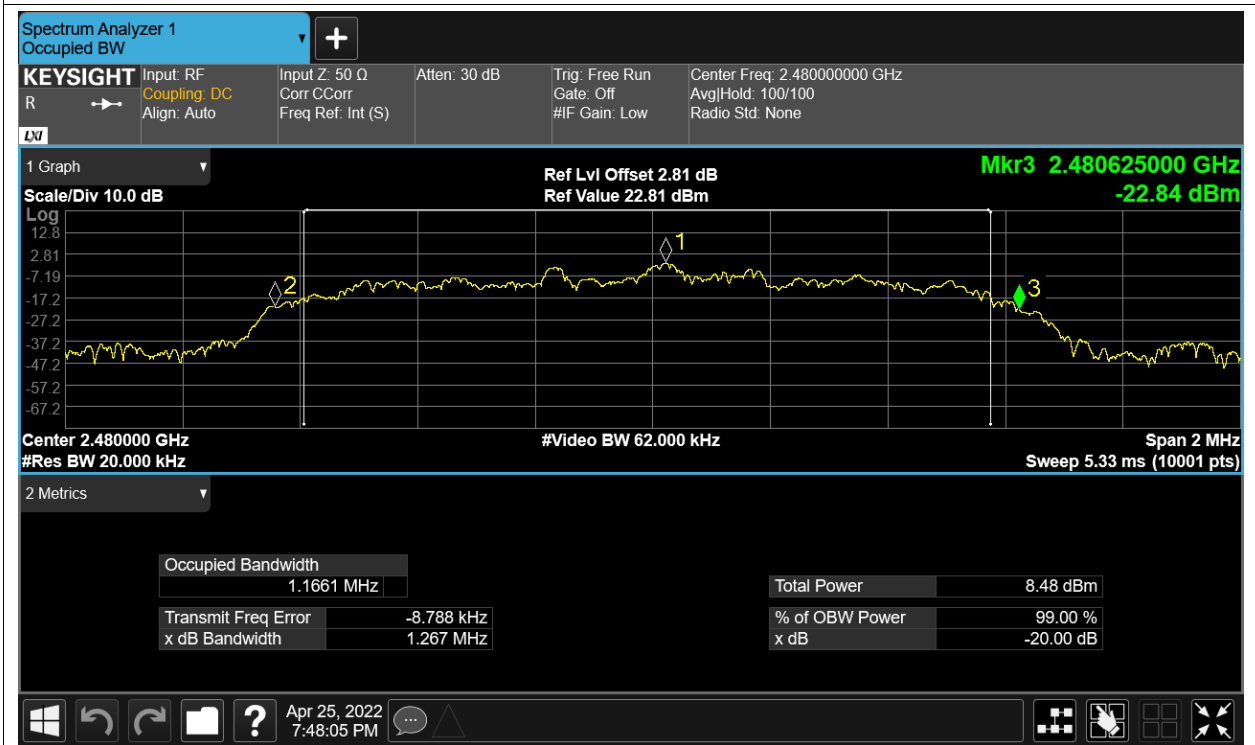 Spectrum Analyzer 1
Occupied BW
KEYSIGHT
R
LXI
Input: RF
Coupling: DC
Align: Auto
Input Z: 50 Ω
Corr CCorr
Freq Ref: Int (S)
Atten: 30 dB
Trig: Free Run
Gate: Off
#IF Gain: Low
Center Freq: 2.480000000 GHz
Avg|Hold: 100/100
Radio Std: None
1 Graph
Scale/Div 10.0 dB
Ref Lvl Offset 2.81 dB
Ref Value 22.81 dBm
Mkr3 2.480625000 GHz
-22.84 dBm
Log
12.8
2.81
-7.19
-17.2
-27.2
-37.2
-47.2
-57.2
-67.2
1
2
3
Center 2.480000 GHz
#Video BW 62.000 kHz
Span 2 MHz
#Res BW 20.000 kHz
Sweep 5.33 ms (10001 pts)
2 Metrics
Occupied Bandwidth
1.1661 MHz
Total Power 8.48 dBm
Transmit Freq Error -8.788 kHz
% of OBW Power 99.00 %
x dB Bandwidth 1.267 MHz
x dB -20.00 dB
?
Apr 25, 2022
7:48:05 PM